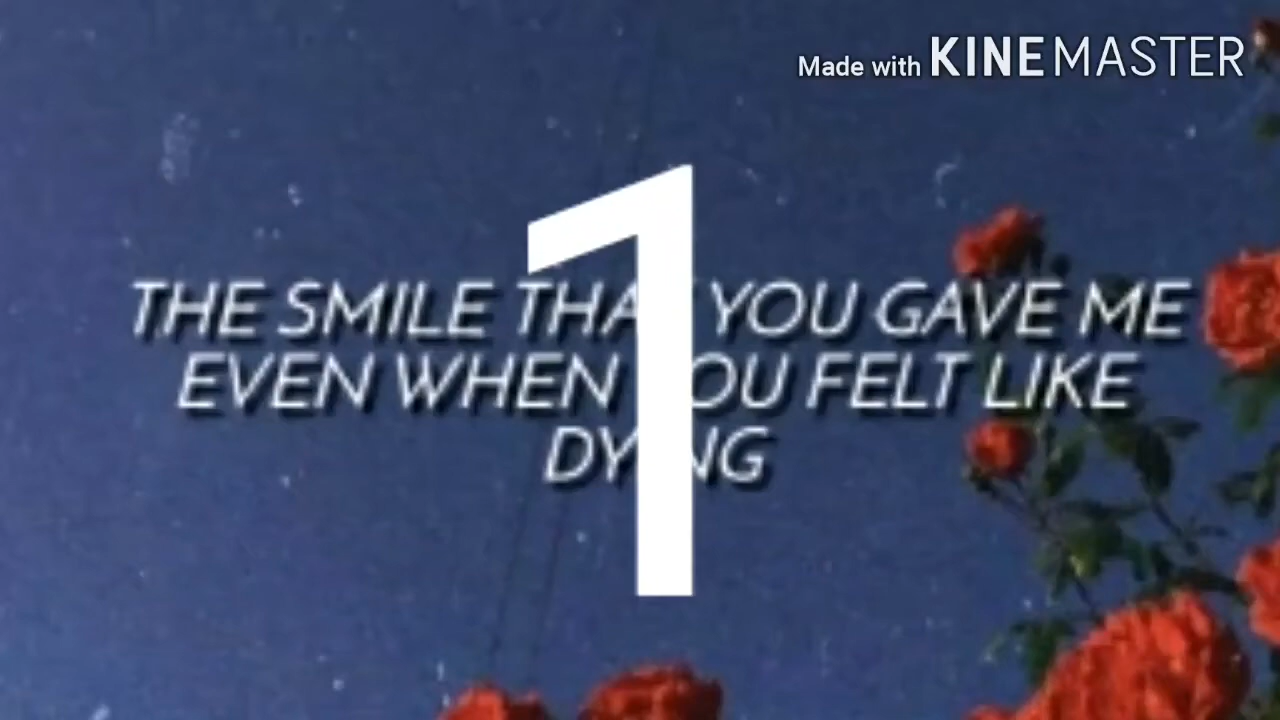 Made with KINEMASTER
1
THE SMILE THAT YOU GAVE ME
EVEN WHEN YOU FELT LIKE
DYING